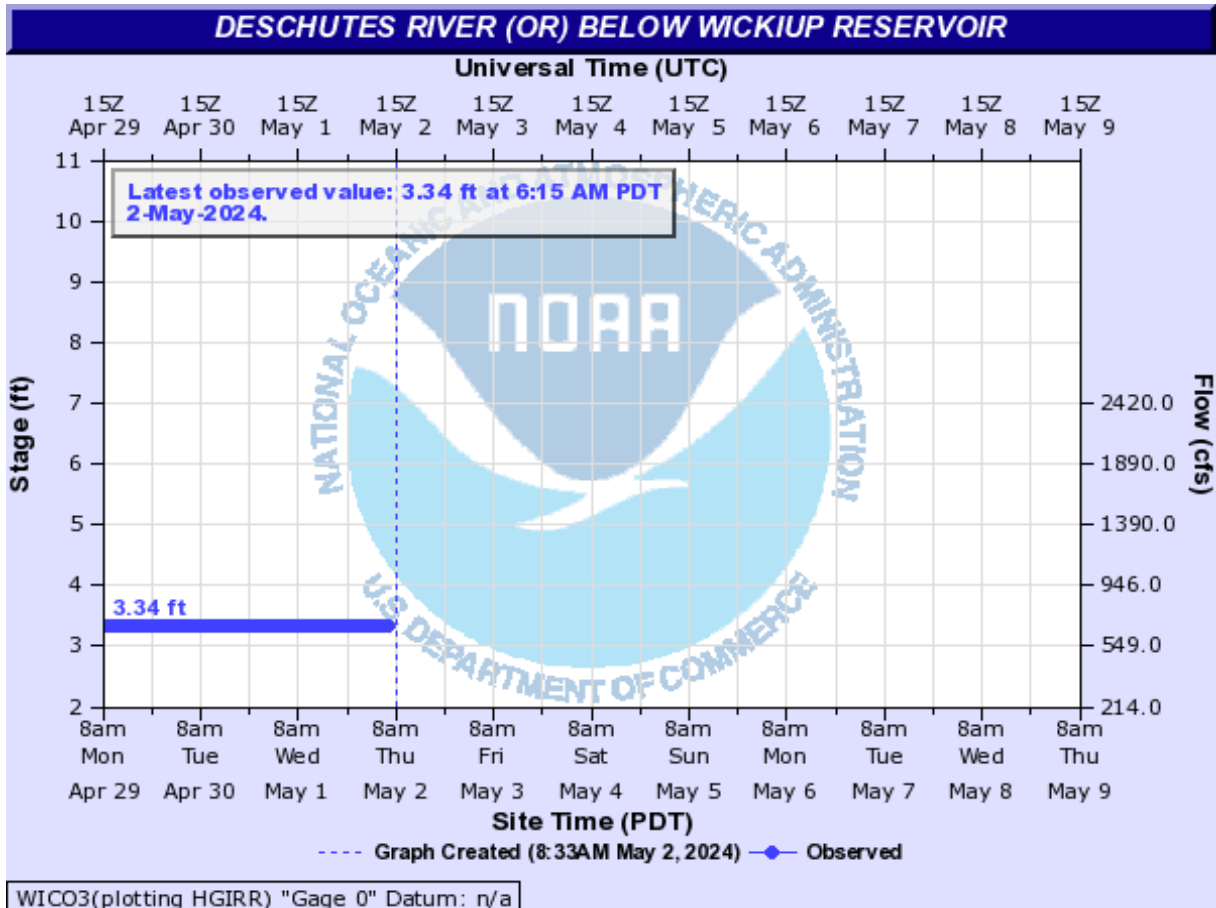 DESCHUTES RIVER (OR) BELOW WICKIUP RESERVOIR
Universal Time (UTC)
15Z 15Z 15Z 15Z 15Z 15Z 15Z 15Z 15Z 15Z 15Z
Apr 29 Apr 30 May 1 May 2 May 3 May 4 May 5 May 6 May 7 May 8 May 9
Latest observed value: 3.34 ft at 6:15 AM PDT
2-May-2024.
NATIONAL OCEANIC AND ATMOSPHERIC ADMINISTRATION
NOAA
U.S. DEPARTMENT OF COMMERCE
Stage (ft)
11
10
9
8
7
6
5
4
3
2
3.34 ft
Flow (cfs)
2420.0
1890.0
1390.0
946.0
549.0
214.0
8am 8am 8am 8am 8am 8am 8am 8am 8am 8am 8am
Mon Tue Wed Thu Fri Sat Sun Mon Tue Wed Thu
Apr 29 Apr 30 May 1 May 2 May 3 May 4 May 5 May 6 May 7 May 8 May 9
Site Time (PDT)
Graph Created (8:33AM May 2, 2024) Observed
WICO3(plotting HGIRR) "Gage 0" Datum: n/a